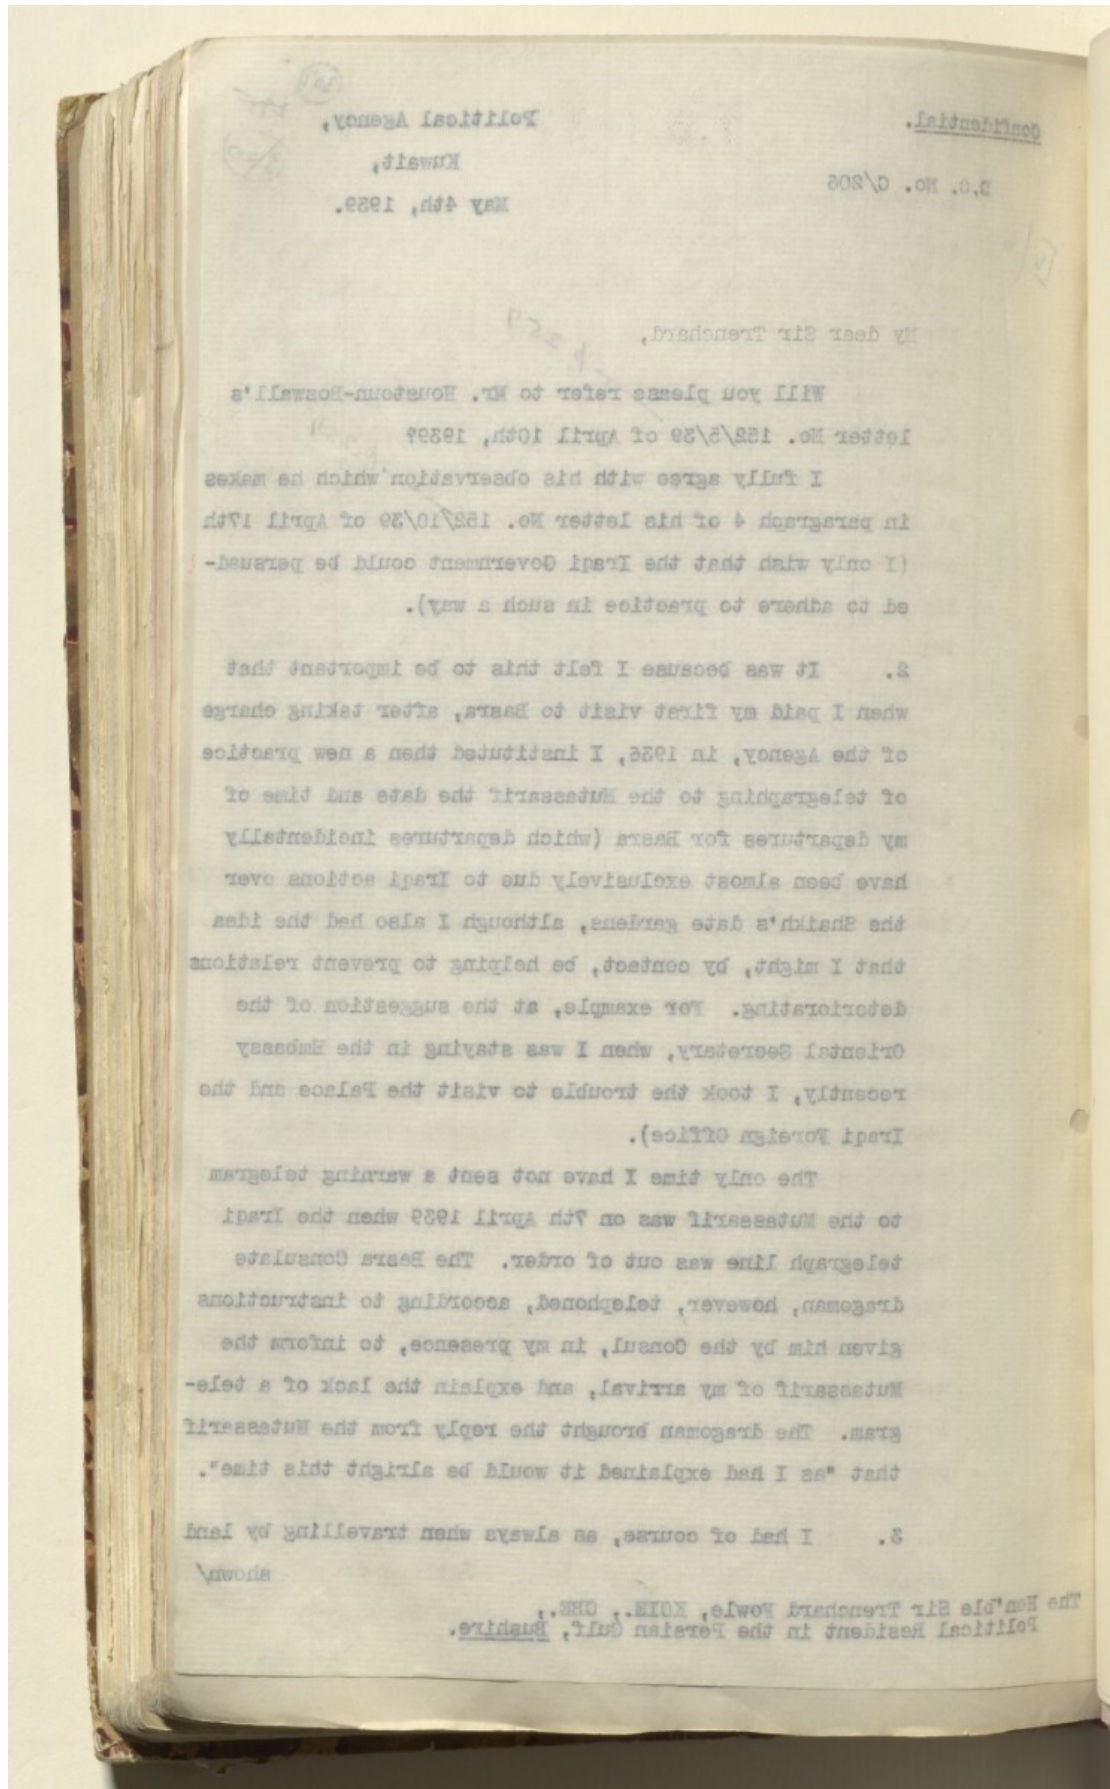 Confidential.
Political Agency,
Kuwait,
D.O. No. C/206
May 4th, 1939.
My dear Sir Trenchard,
Will you please refer to Mr. Houstoun-Boswall's
letter No. 152/5/39 of April 10th, 1939?
I fully agree with his observation which he makes
in paragraph 4 of his letter No. 152/10/39 of April 17th
(I only wish that the Iraqi Government could be persuad-
ed to adhere to practice in such a way).
2. It was because I felt this to be important that
when I paid my first visit to Basra, after taking charge
of the Agency, in 1936, I instituted then a new practice
of telegraphing to the Mutassarif the date and time of
my departures for Basra (which departures incidentally
have been almost exclusively due to Iraqi actions over
the Shaikh's date gardens, although I also had the idea
that I might, by contact, be helping to prevent relations
deteriorating. For example, at the suggestion of the
Oriental Secretary, when I was staying in the Embassy
recently, I took the trouble to visit the Palace and the
Iraqi Foreign Office).
The only time I have not sent a warning telegram
to the Mutassarif was on 7th April 1939 when the Iraqi
telegraph line was out of order. The Basra Consulate
dragoman, however, telephoned, according to instructions
given him by the Consul, in my presence, to inform the
Mutassarif of my arrival, and explain the lack of a tele-
gram. The dragoman brought the reply from the Mutassarif
that "as I had explained it would be alright this time".
3. I had of course, as always when travelling by land
shown/
The Hon'ble Sir Trenchard Fowle, KCIE., CBE.,
Political Resident in the Persian Gulf, Bushire.